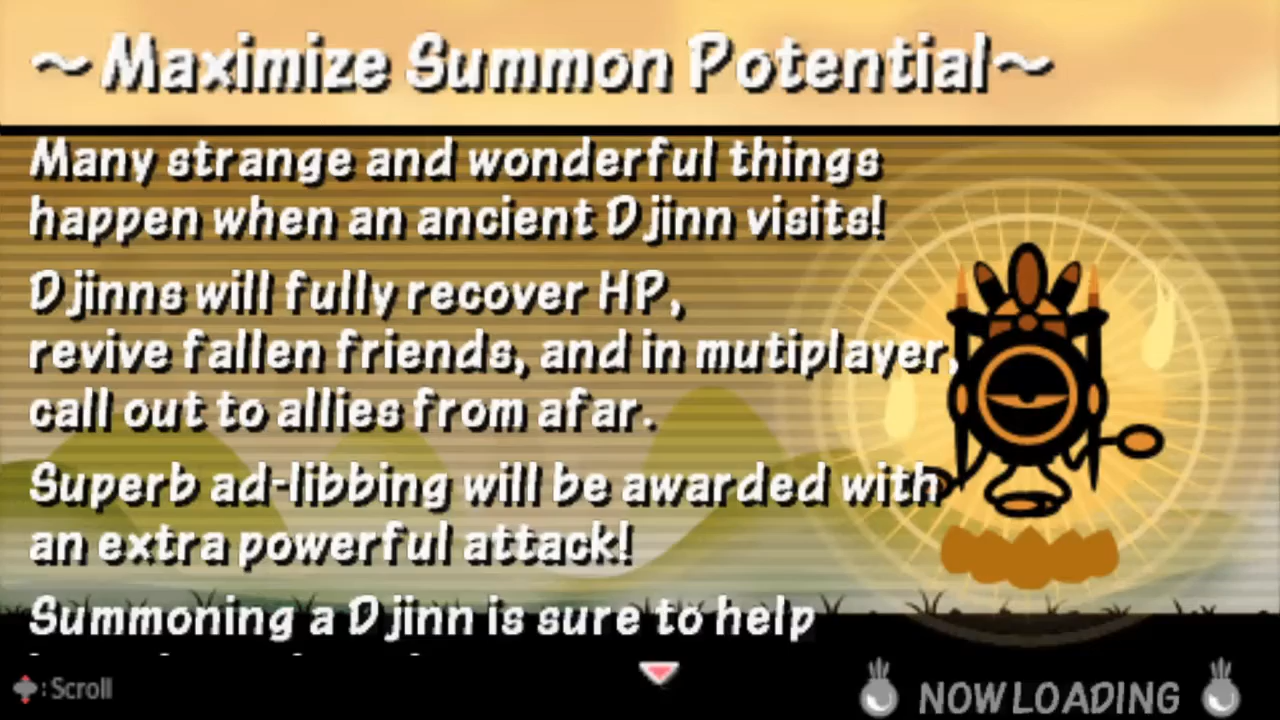 ~Maximize Summon Potential~
Many strange and wonderful things
happen when an ancient Djinn visits!
Djinns will fully recover HP,
revive fallen friends, and in mutiplayer,
call out to allies from afar.
Superb ad-libbing will be awarded with
an extra powerful attack!
Summoning a Djinn is sure to help
: Scroll
NOW LOADING